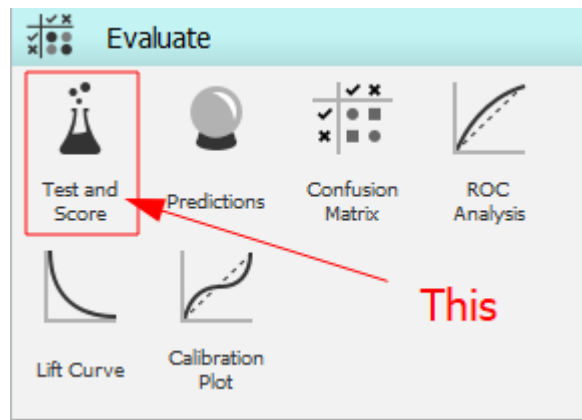 Evaluate
Test and
Score
Predictions
Confusion
Matrix
ROC
Analysis
This
Lift Curve
Calibration
Plot